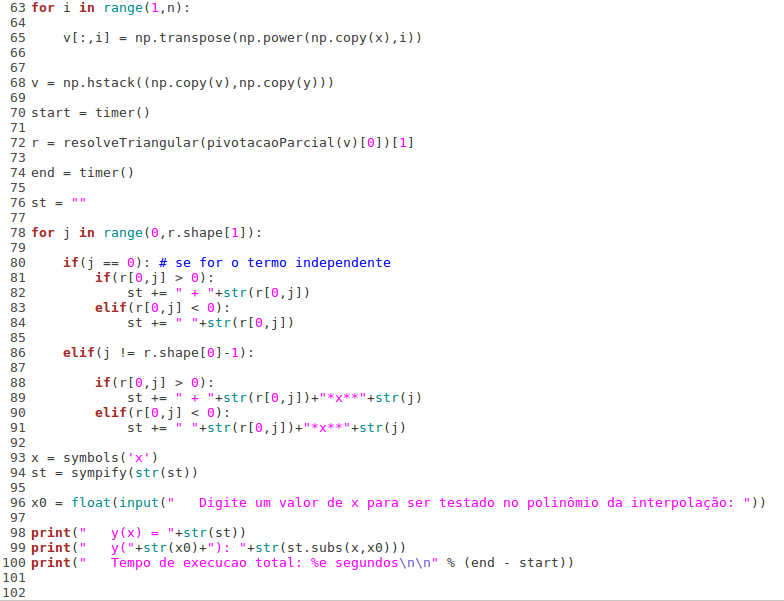 63 for i in range(1,n):
64
65     v[:,i] = np.transpose(np.power(np.copy(x),i))
66
67
68 v = np.hstack((np.copy(v),np.copy(y)))
69
70 start = timer()
71
72 r = resolveTriangular(pivotacaoParcial(v)[0])[1]
73
74 end = timer()
75
76 st = ""
77
78 for j in range(0,r.shape[1]):
79
80     if(j == 0): # se for o termo independente
81         if(r[0,j] > 0):
82             st += " + "+str(r[0,j])
83         elif(r[0,j] < 0):
84             st += " "+str(r[0,j])
85
86     elif(j != r.shape[0]-1):
87
88         if(r[0,j] > 0):
89             st += " + "+str(r[0,j])+"*x**"+str(j)
90         elif(r[0,j] < 0):
91             st += " "+str(r[0,j])+"*x**"+str(j)
92
93 x = symbols('x')
94 st = sympify(str(st))
95
96 x0 = float(input("   Digite um valor de x para ser testado no polinômio da interpolação: "))
97
98 print("   y(x) = "+str(st))
99 print("   y("+str(x0)+"): "+str(st.subs(x,x0)))
100 print("   Tempo de execucao total: %e segundos\n\n" % (end - start))
101
102